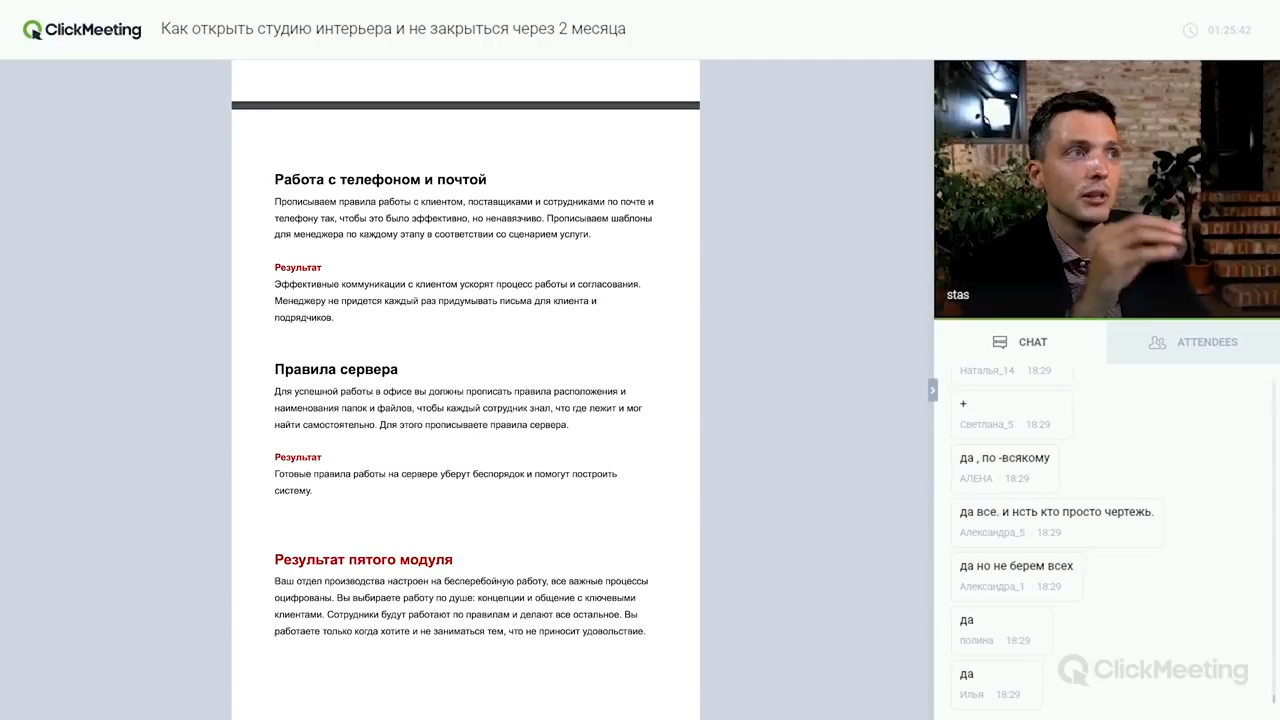 ClickMeeting
Как открыть студию интерьера и не закрыться через 2 месяца
01:25:42
Работа с телефоном и почтой
Прописываем правила работы с клиентом, поставщиками и сотрудниками по почте и
телефону так, чтобы это было эффективно, но ненавязчиво. Прописываем шаблоны
для менеджера по каждому этапу в соответствии со сценарием услуги.
Результат
Эффективные коммуникации с клиентом ускорят процесс работы и согласования.
Менеджеру не придется каждый раз придумывать письма для клиента и
подрядчиков.
Правила сервера
Для успешной работы в офисе вы должны прописать правила расположения и
наименования папок и файлов, чтобы каждый сотрудник знал, что где лежит и мог
найти самостоятельно. Для этого прописываете правила сервера.
Результат
Готовые правила работы на сервере уберут беспорядок и помогут построить
систему.
Результат пятого модуля
Ваш отдел производства настроен на бесперебойную работу, все важные процессы
оцифрованы. Вы выбираете работу по душе: концепции и общение с ключевыми
клиентами. Сотрудники будут работают по правилам и делают все остальное. Вы
работаете только когда хотите и не заниматься тем, что не приносит удовольствие.
stas
CHAT
ATTENDEES
Наталья_14 18:29
+
Светлана_5 18:29
да , по -всякому
АЛЕНА 18:29
да все. и нсть кто просто чертежь.
Александра_5 18:29
да но не берем всех
Александра_1 18:29
да
полина 18:29
да
Илья 18:29
ClickMeeting